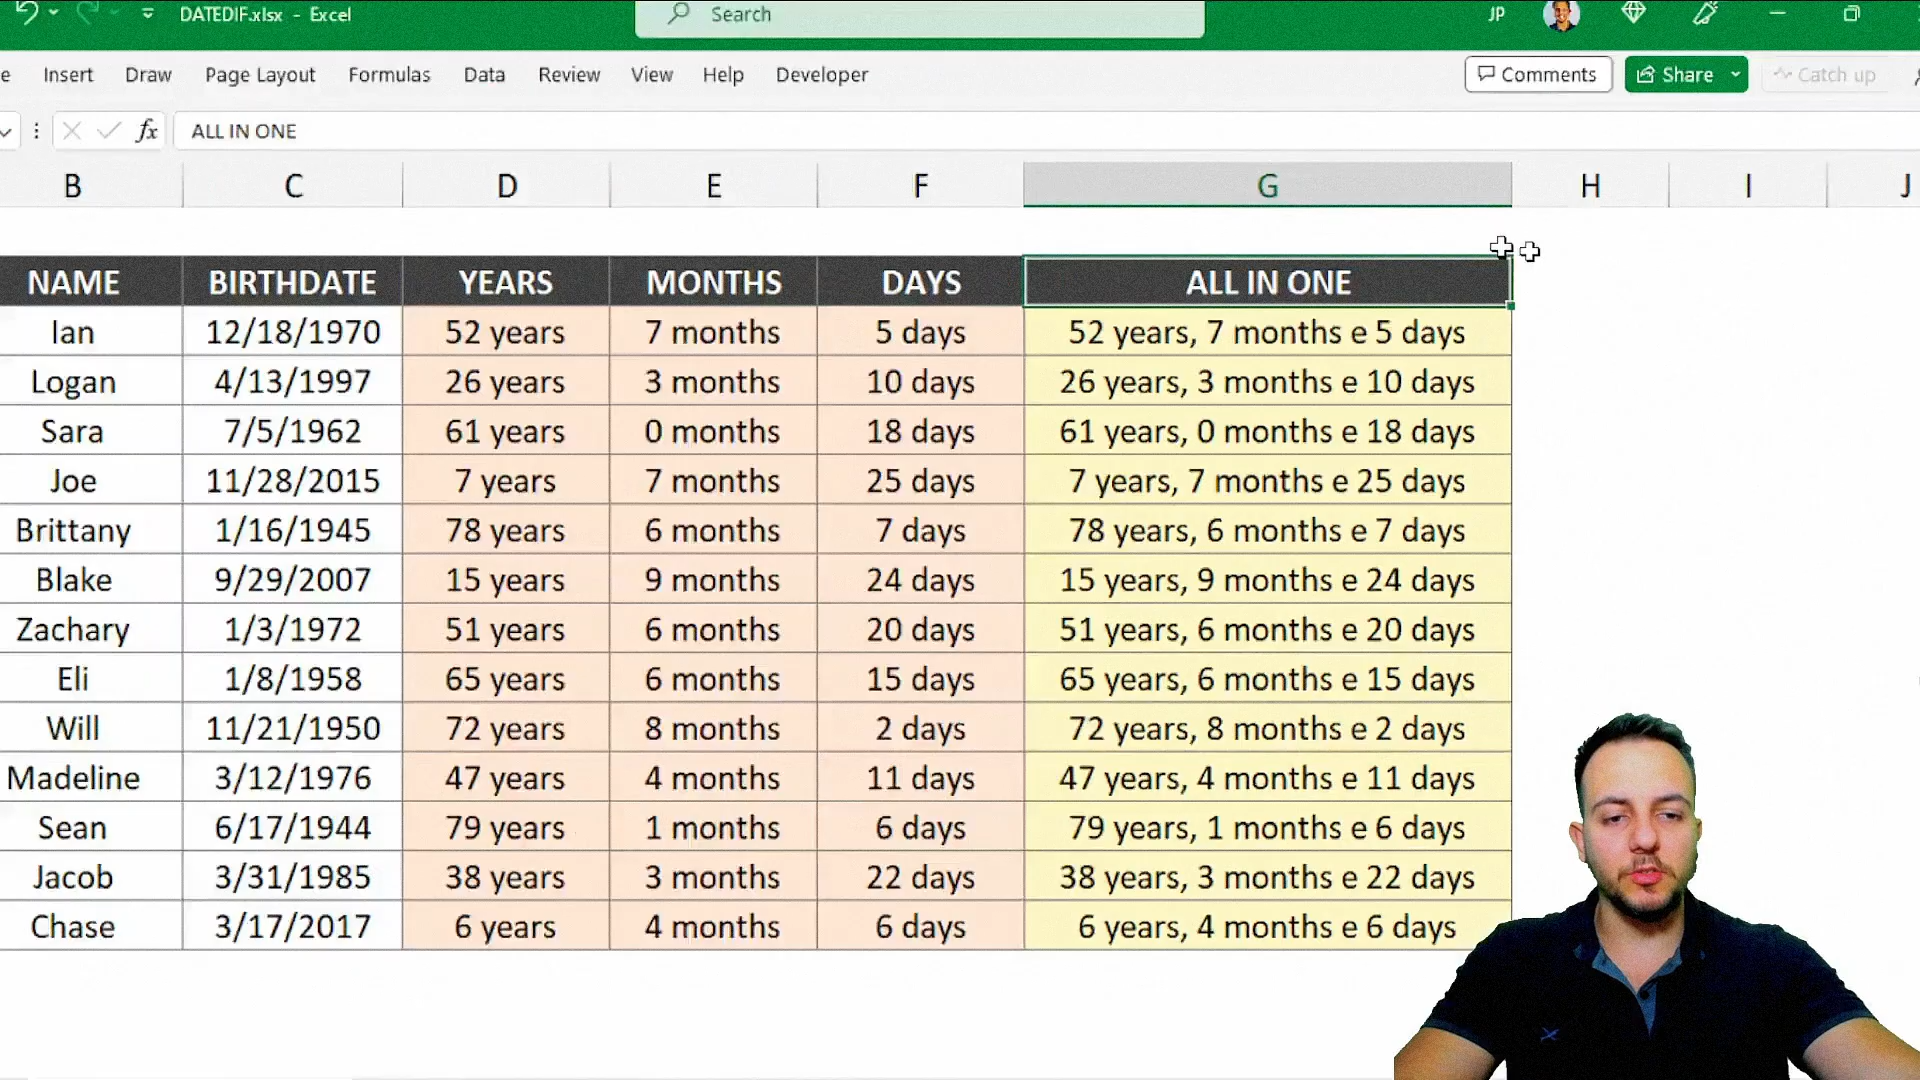 DATEDIF.xlsx - Excel
Search
JP
e Insert Draw Page Layout Formulas Data Review View Help Developer
Comments Share Catch up
fx ALL IN ONE
B C D E F G H I J
NAME BIRTHDATE YEARS MONTHS DAYS ALL IN ONE
Ian 12/18/1970 52 years 7 months 5 days 52 years, 7 months e 5 days
Logan 4/13/1997 26 years 3 months 10 days 26 years, 3 months e 10 days
Sara 7/5/1962 61 years 0 months 18 days 61 years, 0 months e 18 days
Joe 11/28/2015 7 years 7 months 25 days 7 years, 7 months e 25 days
Brittany 1/16/1945 78 years 6 months 7 days 78 years, 6 months e 7 days
Blake 9/29/2007 15 years 9 months 24 days 15 years, 9 months e 24 days
Zachary 1/3/1972 51 years 6 months 20 days 51 years, 6 months e 20 days
Eli 1/8/1958 65 years 6 months 15 days 65 years, 6 months e 15 days
Will 11/21/1950 72 years 8 months 2 days 72 years, 8 months e 2 days
Madeline 3/12/1976 47 years 4 months 11 days 47 years, 4 months e 11 days
Sean 6/17/1944 79 years 1 months 6 days 79 years, 1 months e 6 days
Jacob 3/31/1985 38 years 3 months 22 days 38 years, 3 months e 22 days
Chase 3/17/2017 6 years 4 months 6 days 6 years, 4 months e 6 days